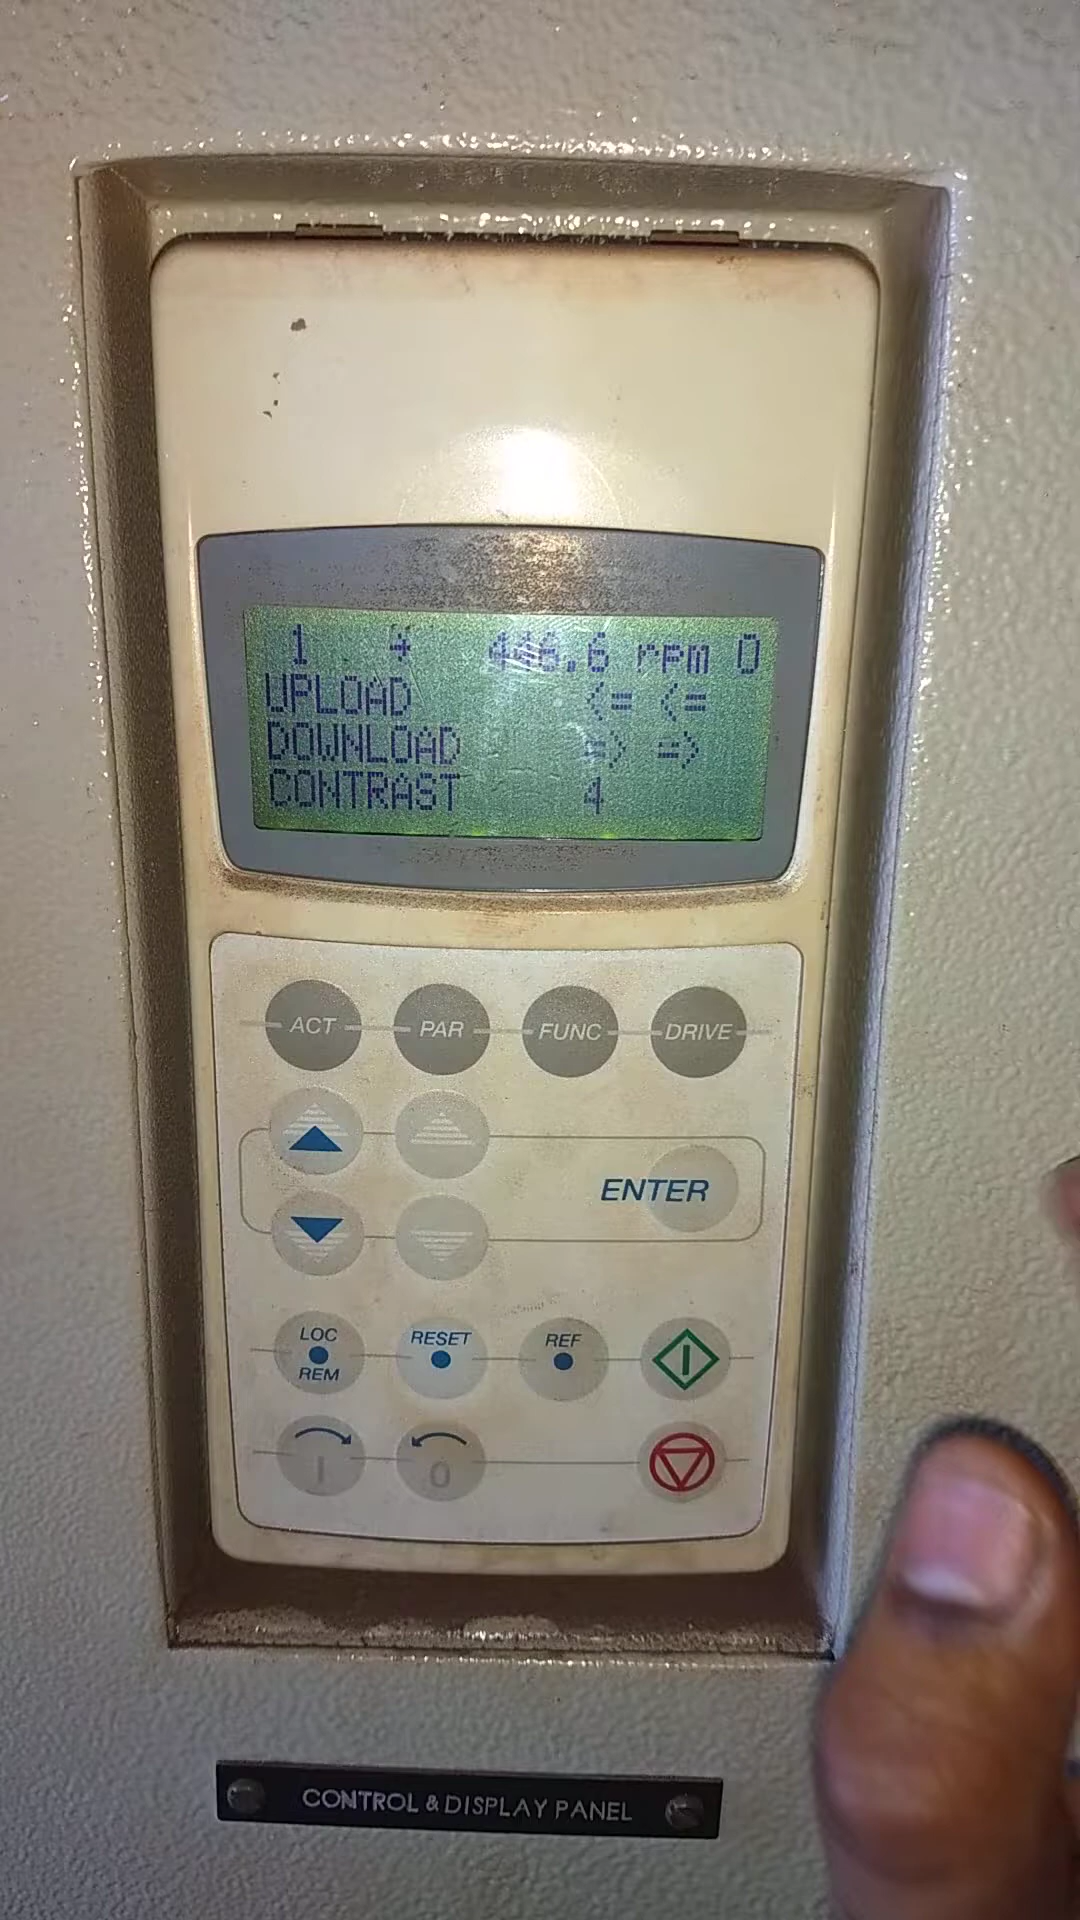 1 446.6 rpm 0
UPLOAD <= <=
DOWNLOAD => =>
CONTRAST 4
ACT PAR FUNC DRIVE
ENTER
LOC
REM
RESET
REF
I
I 0
CONTROL & DISPLAY PANEL